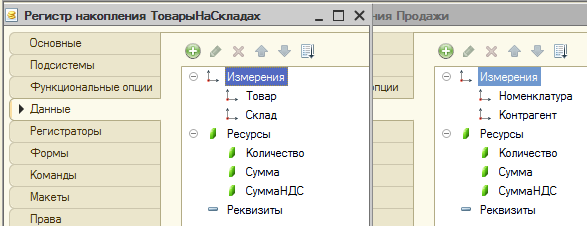 Регистр накопления ТоварыНаСкладах
Основные
Подсистемы
Функциональные опции
Данные
Регистраторы
Формы
Команды
Макеты
Права
Измерения
Товар
Склад
Ресурсы
Количество
Сумма
СуммаНДС
Реквизиты
ния Продажи
опции
Измерения
Номенклатура
Контрагент
Ресурсы
Количество
Сумма
СуммаНДС
Реквизиты